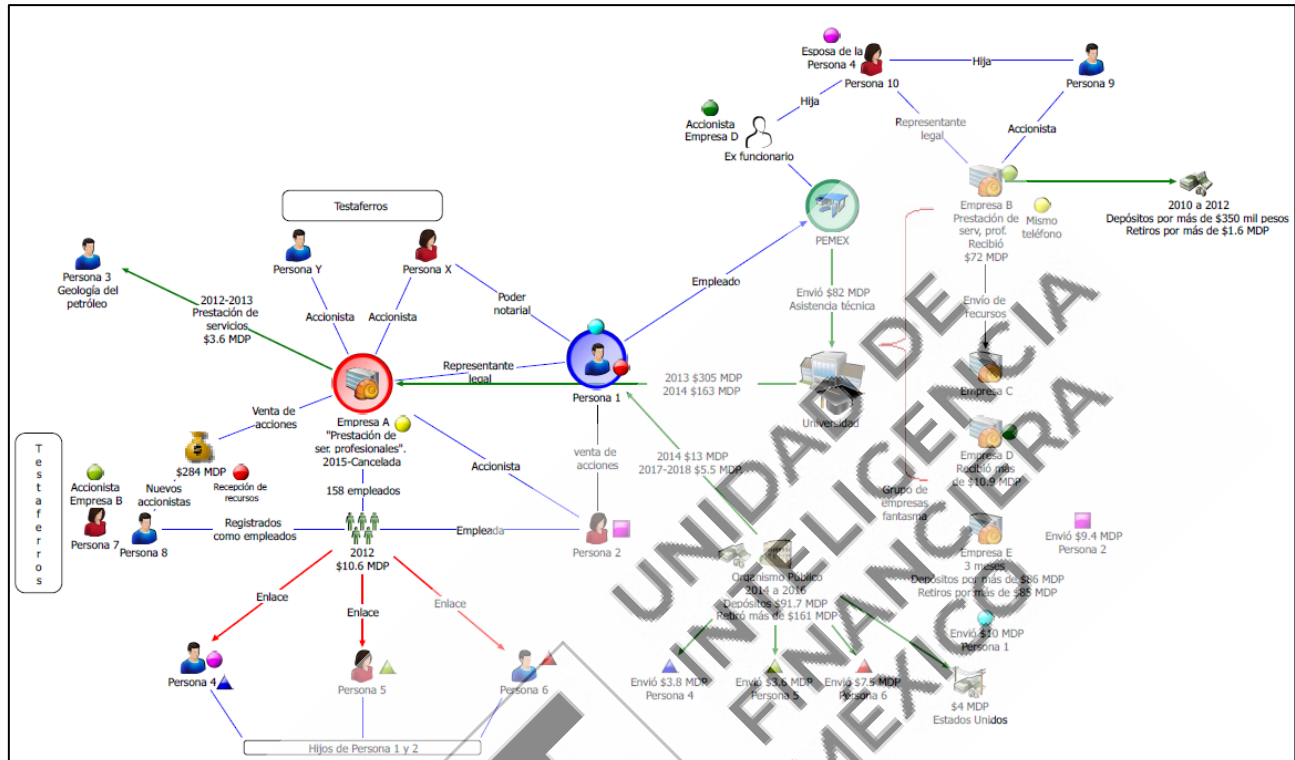 Esposa de la
Persona 4
Persona 10
Hija
Persona 9
Hija
Accionista
Empresa D
Ex funcionario
Representante
legal
Accionista
Testaferros
Persona Y
Persona X
Persona 3
Geología del
petróleo
2012-2013
Prestación de
servicios
$3.6 MDP
Accionista
Accionista
Poder
notarial
Empleado
PEMEX
Envió $82 MDP
Asistencia técnica
Empresa B
Prestación de
serv, prof.
Recibió
$72 MDP
Mismo
teléfono
2010 a 2012
Depósitos por más de $350 mil pesos
Retiros por más de $1.6 MDP
Envío de
recursos
Empresa C
Representante
legal
Persona 1
2013 $305 MDP
2014 $163 MDP
Universidad
Venta de
acciones
Empresa A
"Prestación de
ser. profesionales".
2015-Cancelada
Accionista
venta de
acciones
2014 $13 MDP
2017-2018 $5.5 MDP
Empresa D
Recibió más
de $10.9 MDP
Grupo de
empresas
fantasma
Testaferros
Accionista
Empresa B
Persona 7
$284 MDP
Nuevos
accionistas
Recepción de
recursos
Persona 8
158 empleados
Registrados
como empleados
2012
$10.6 MDP
Empleada
Persona 2
Organismo Público
2014 a 2016
Depósitos $91.7 MDP
Retiró más de $161 MDP
Empresa E
3 meses
Depósitos por más de $86 MDP
Retiros por más de $85 MDP
Envió $9.4 MDP
Persona 2
Envió $10 MDP
Persona 1
Enlace
Enlace
Enlace
Persona 4
Persona 5
Persona 6
Hijos de Persona 1 y 2
Envió $3.8 MDP
Persona 4
Envió $3.6 MDP
Persona 5
Envió $7.5 MDP
Persona 6
$4 MDP
Estados Unidos
UNIDAD DE
INTELIGENCIA
FINANCIERA
MEXICO